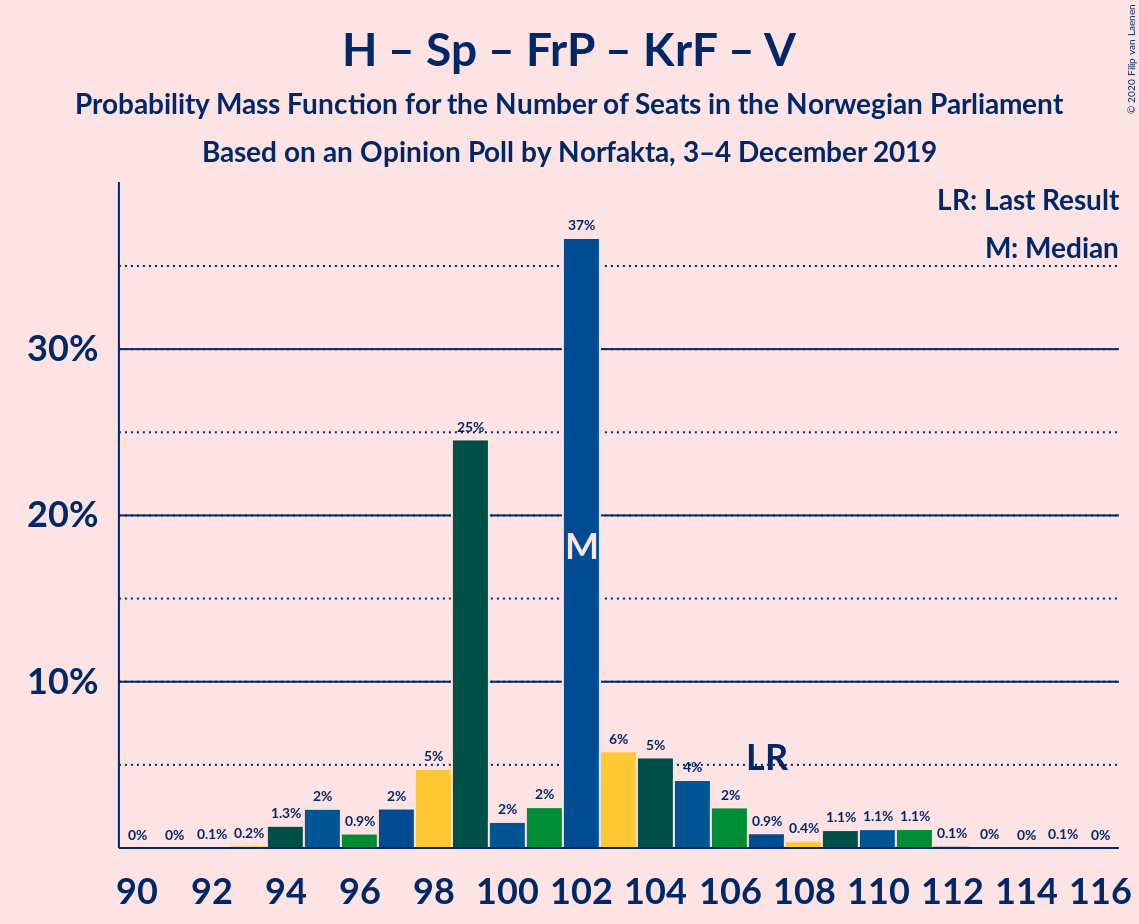 H – Sp – FrP – KrF – V
Probability Mass Function for the Number of Seats in the Norwegian Parliament
Based on an Opinion Poll by Norfakta, 3–4 December 2019
© 2020 Filip van Laenen
LR: Last Result
M: Median
30%
20%
10%
0% 0% 0.1% 0.2% 1.3% 2% 0.9% 2% 5% 25% 2% 2% 37% 6% 5% 4% 2% 0.9% 0.4% 1.1% 1.1% 1.1% 0.1% 0% 0% 0.1% 0%
M
LR
90 92 94 96 98 100 102 104 106 108 110 112 114 116